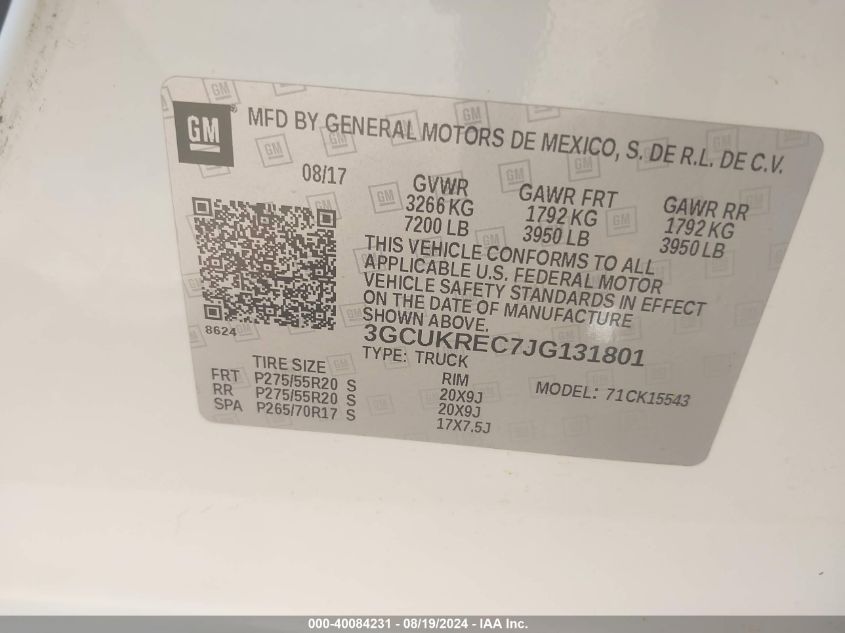 GM
MFD BY GENERAL MOTORS DE MEXICO, S. DE R.L. DE C.V.
08/17
GVWR GAWR FRT GAWR RR
3266 KG 1792 KG 1792 KG
7200 LB 3950 LB 3950 LB
THIS VEHICLE CONFORMS TO ALL
APPLICABLE U.S. FEDERAL MOTOR
VEHICLE SAFETY STANDARDS IN EFFECT
ON THE DATE OF MANUFACTURE
SHOWN ABOVE.
8624
3GCUKREC7JG131801
TYPE: TRUCK
TIRE SIZE RIM MODEL: 71CK15543
FRT P275/55R20 S 20X9J
RR P275/55R20 S 20X9J
SPA P265/70R17 S 17X7.5J
000-40084231 - 08/19/2024 - IAA Inc.